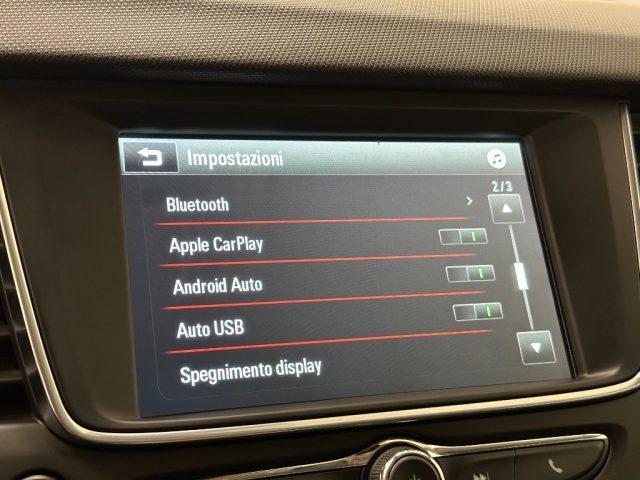 Impostazioni
2/3
Bluetooth >
Apple CarPlay
Android Auto
Auto USB
Spegnimento display